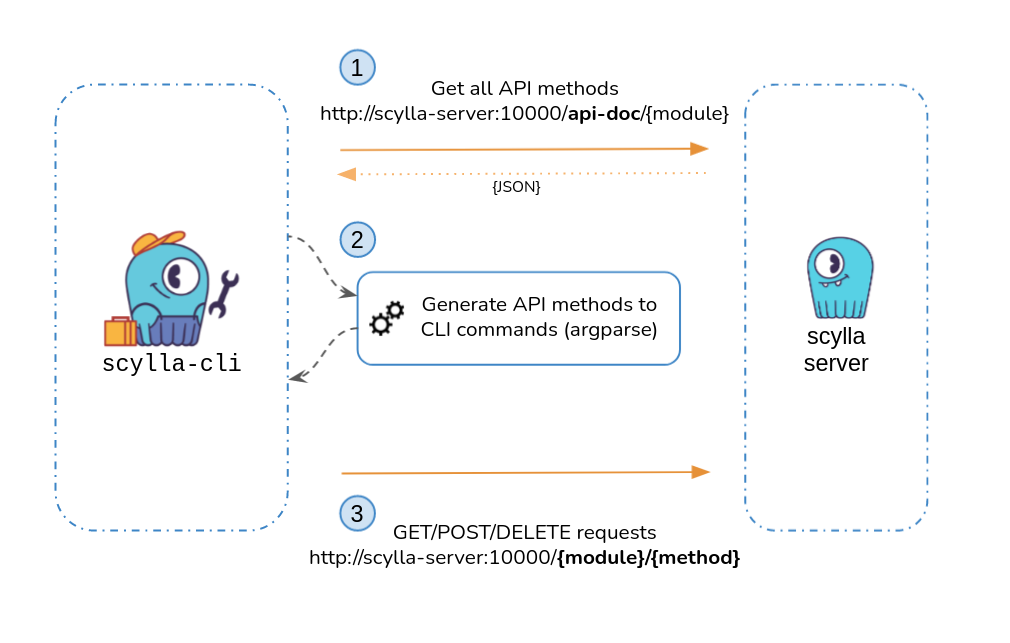 1
Get all API methods
http://scylla-server:10000/api-doc/{module}
{JSON}
2
Generate API methods to
CLI commands (argparse)
scylla-cli
scylla
server
3
GET/POST/DELETE requests
http://scylla-server:10000/{module}/{method}